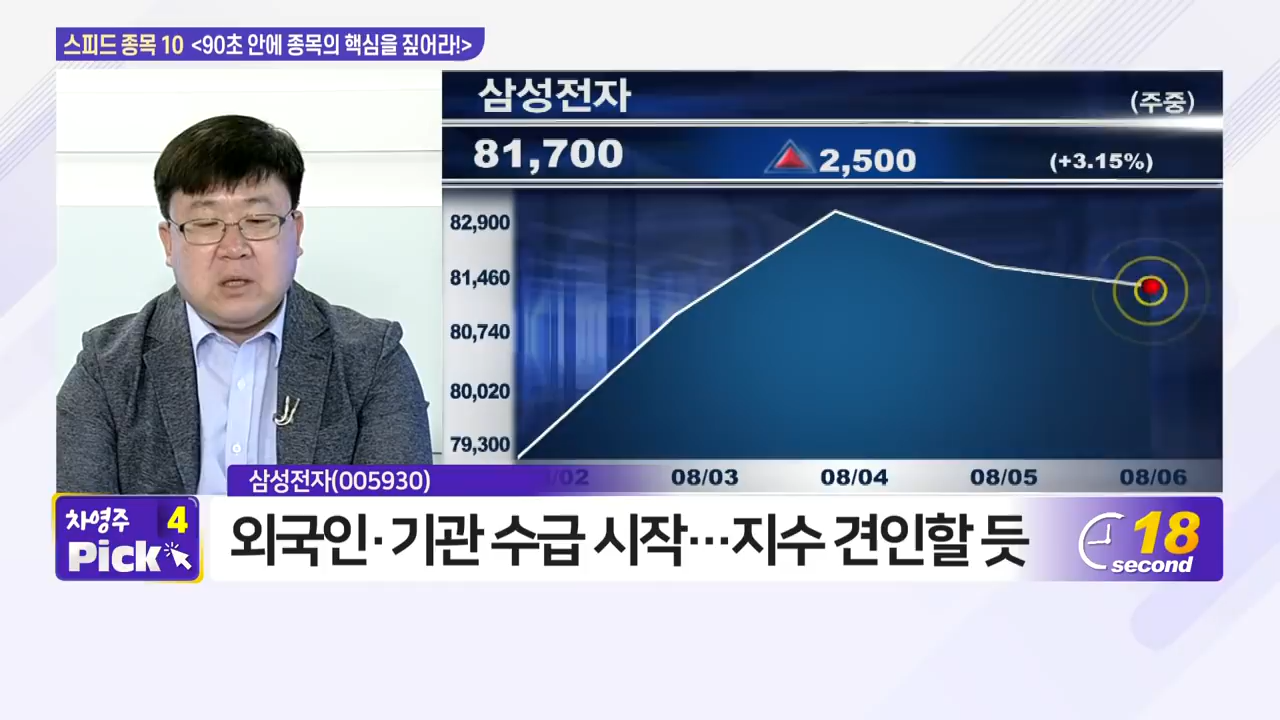 스피드 종목 10 <90초 안에 종목의 핵심을 짚어라!>
삼성전자
(주중)
81,700
2,500
(+3.15%)
82,900
81,460
80,740
80,020
79,300
/02
08/03
08/04
08/05
08/06
삼성전자(005930)
차영주
4
Pick
외국인·기관 수급 시작…지수 견인할 듯
18
second